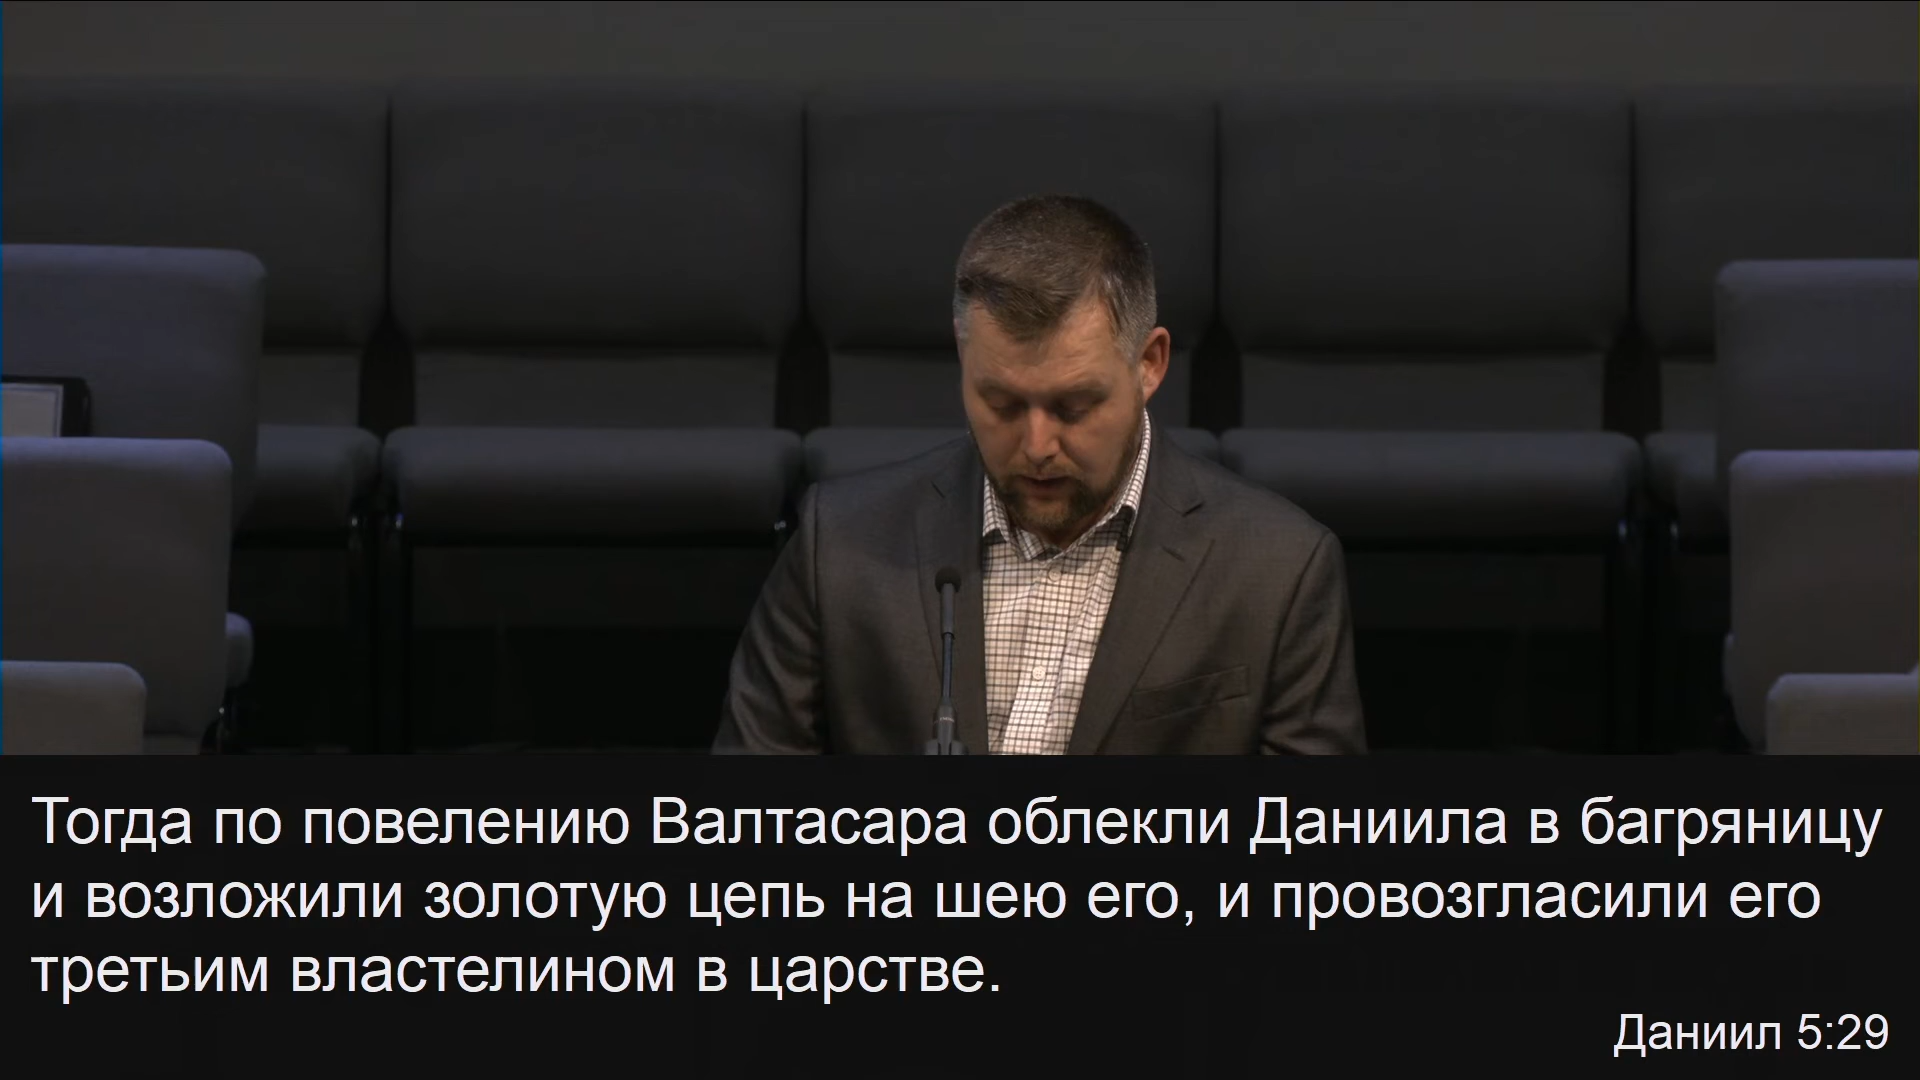 Тогда по повелению Валтасара облекли Даниила в багряницу
и возложили золотую цепь на шею его, и провозгласили его
третьим властелином в царстве.
Даниил 5:29